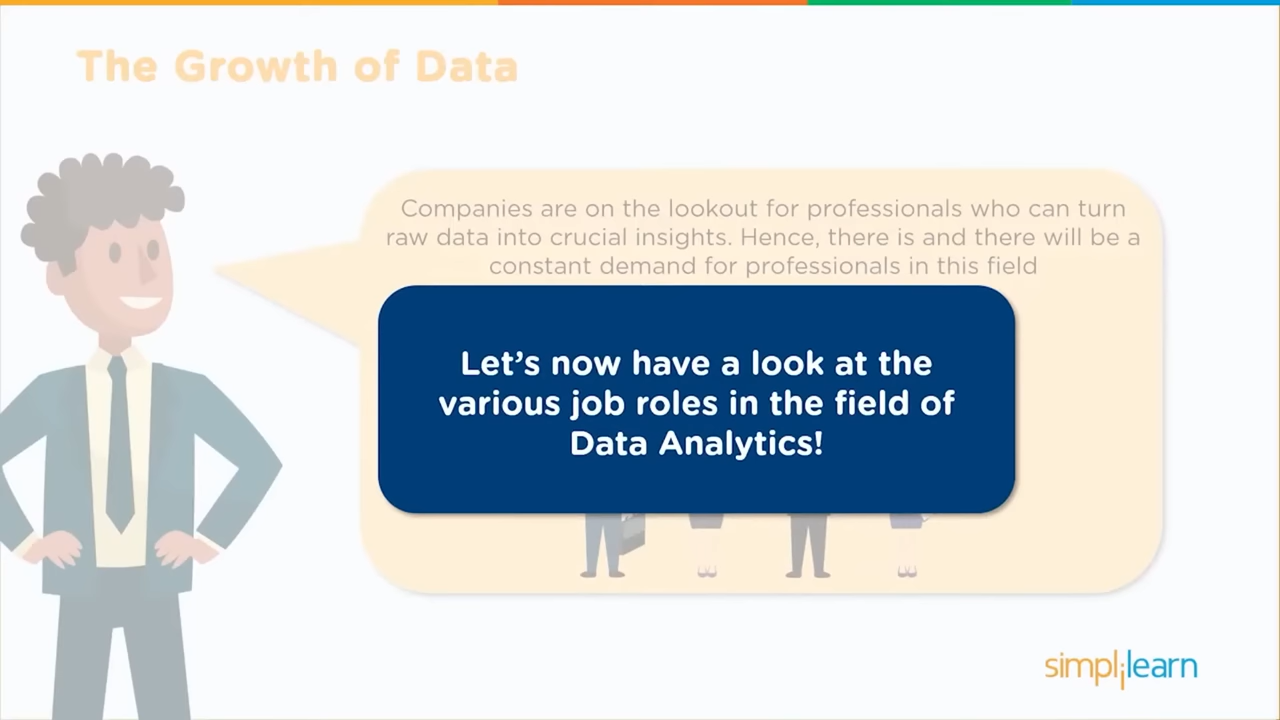 The Growth of Data
Companies are on the lookout for professionals who can turn
raw data into crucial insights. Hence, there is and there will be a
constant demand for professionals in this field
Let's now have a look at the
various job roles in the field of
Data Analytics!
simplilearn